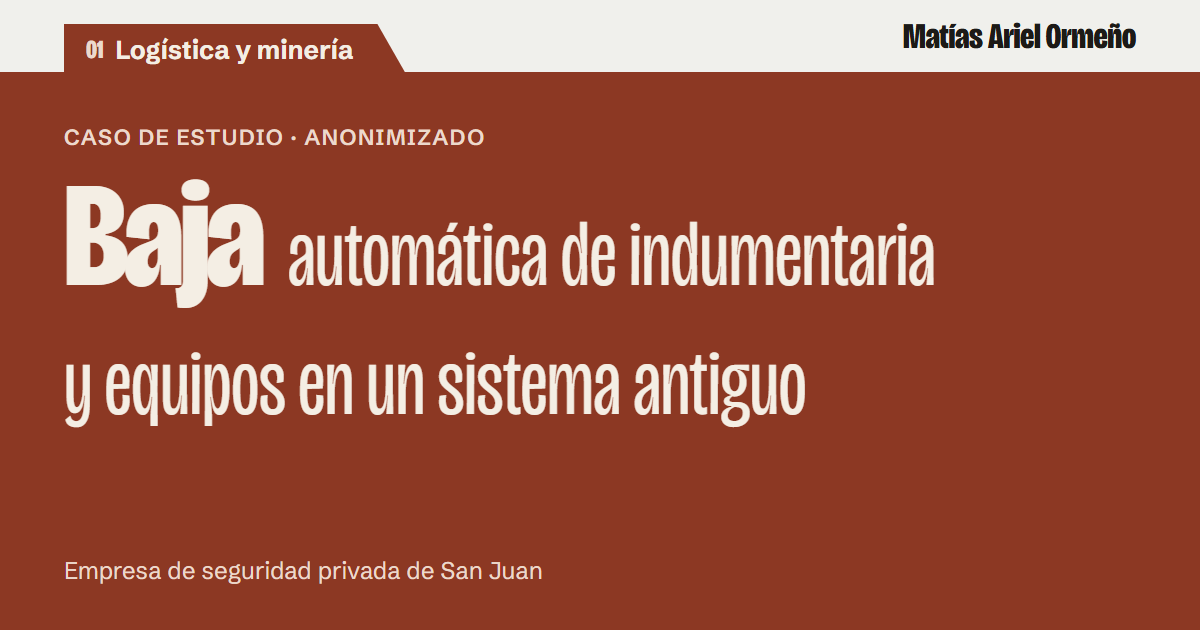 01 Logística y minería
Matías Ariel Ormeño
CASO DE ESTUDIO · ANONIMIZADO
Baja automática de indumentaria
y equipos en un sistema antiguo
Empresa de seguridad privada de San Juan